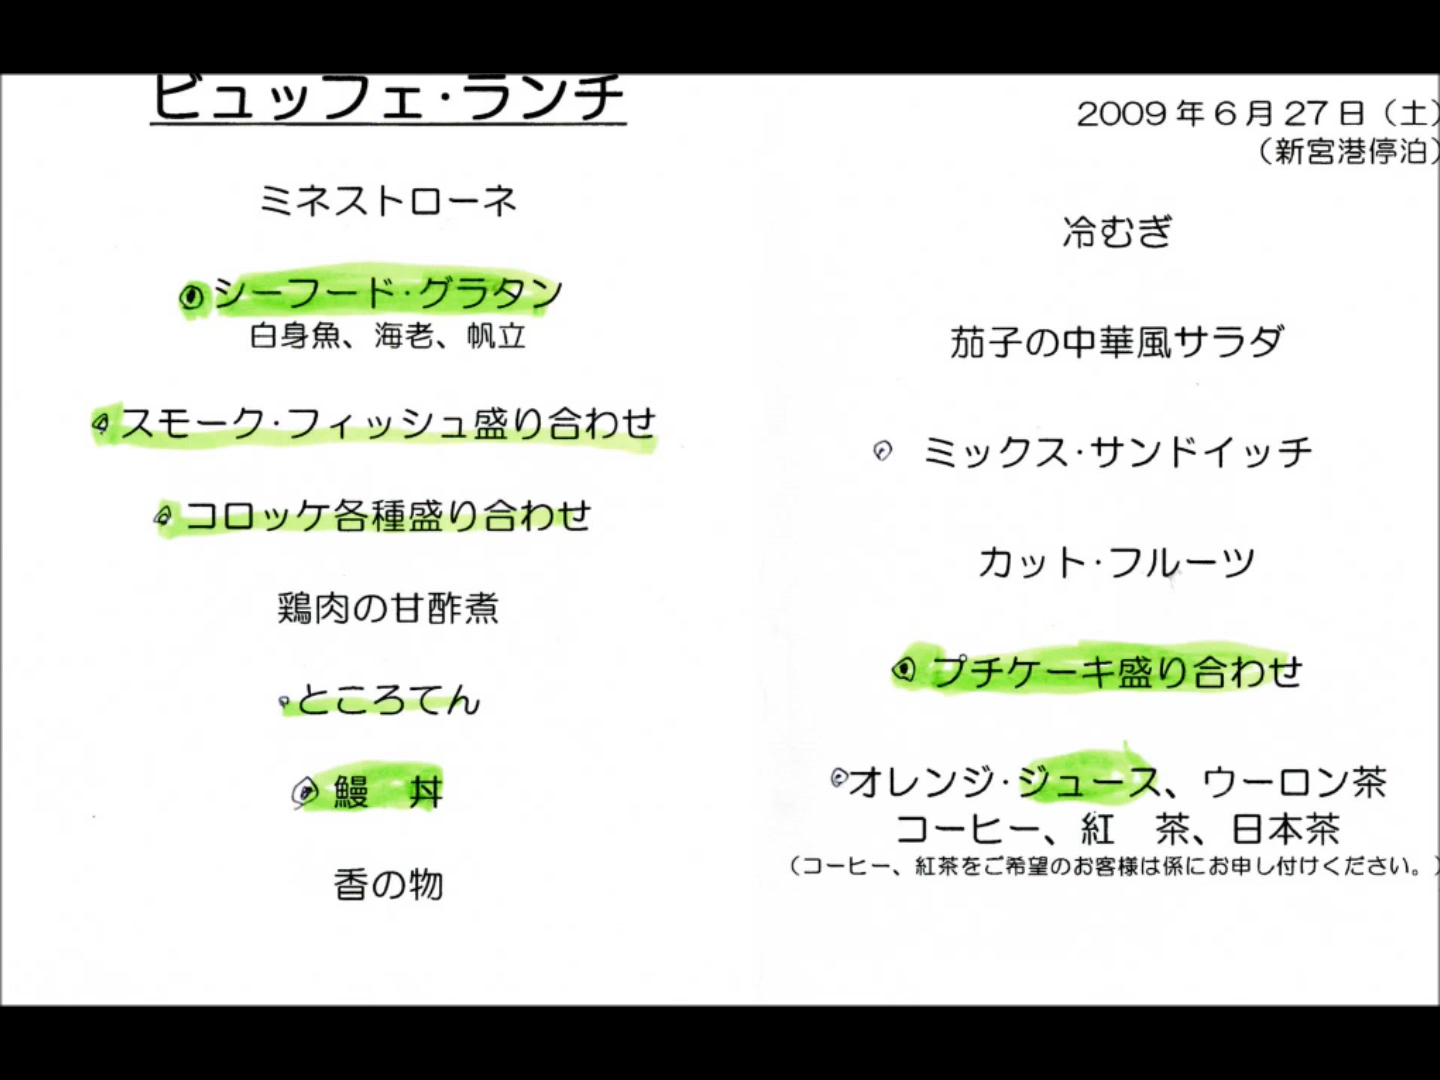 ビュッフェ・ランチ
ミネストローネ
シーフード・グラタン
白身魚、海老、帆立
スモーク・フィッシュ盛り合わせ
コロッケ各種盛り合わせ
鶏肉の甘酢煮
ところてん
鰻　丼
香の物
2009年6月27日（土）
（新宮港停泊）
冷むぎ
茄子の中華風サラダ
ミックス・サンドイッチ
カット・フルーツ
プチケーキ盛り合わせ
オレンジ・ジュース、ウーロン茶
コーヒー、紅　茶、日本茶
（コーヒー、紅茶をご希望のお客様は係にお申し付けください。）